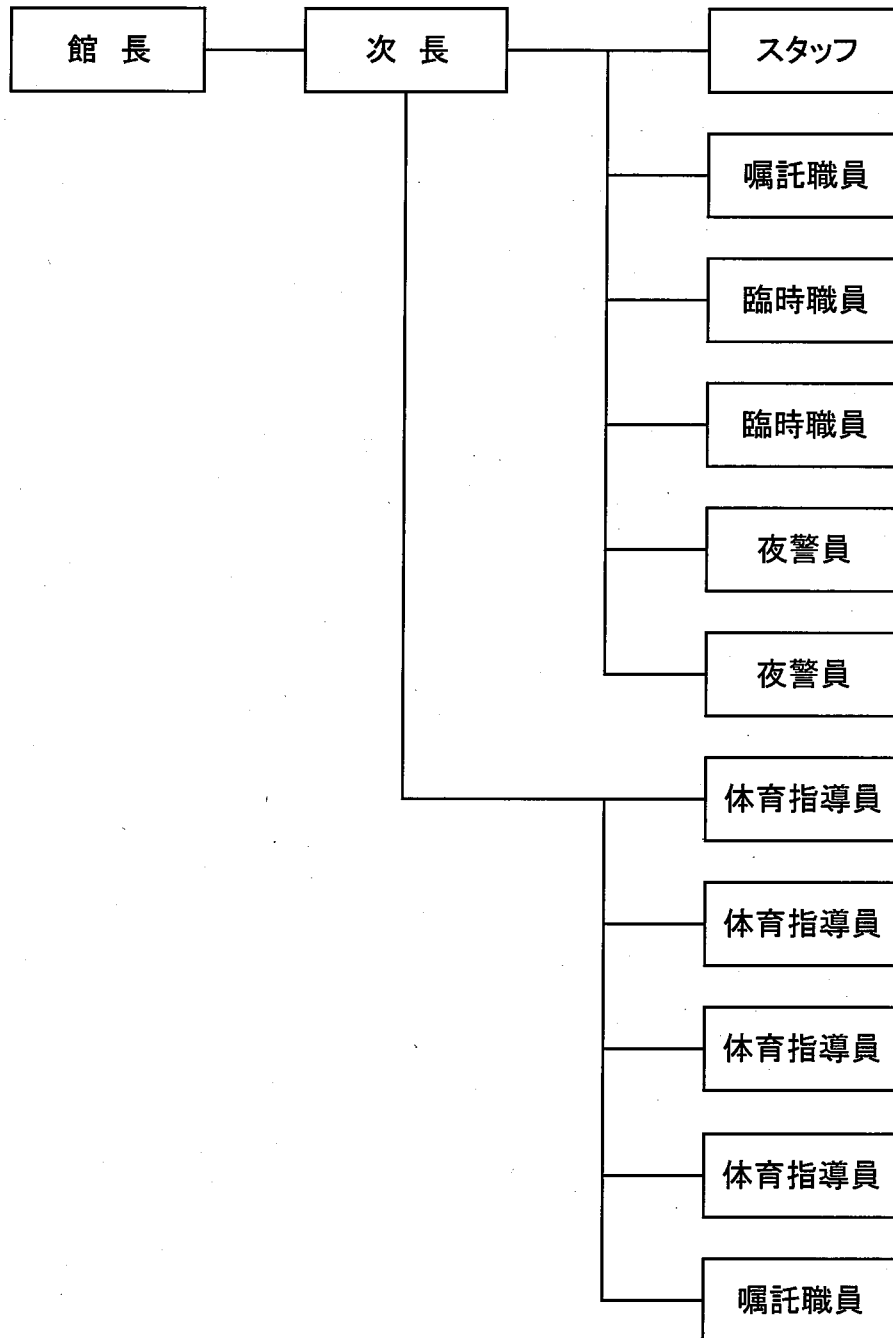 館 長
次 長
スタッフ
嘱託職員
臨時職員
臨時職員
夜警員
夜警員
体育指導員
体育指導員
体育指導員
体育指導員
嘱託職員